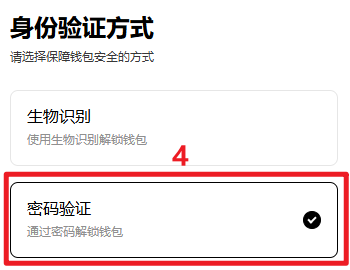 身份验证方式
请选择保障钱包安全的方式
生物识别
使用生物识别解锁钱包
4
密码验证
通过密码解锁钱包